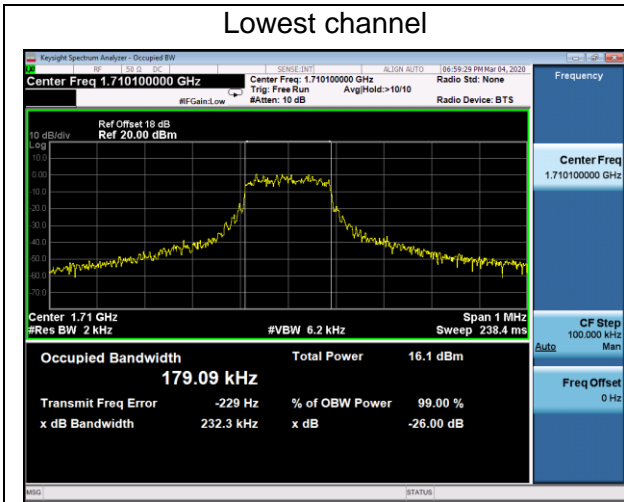 Lowest channel
Keysight Spectrum Analyzer - Occupied BW
RF 50 Ω DC SENSE:INT ALIGN AUTO 06:59:29 PM Mar 04, 2020
Center Freq 1.710100000 GHz
Center Freq: 1.710100000 GHz Radio Std: None
Trig: Free Run Avg|Hold:>10/10
#IFGain:Low #Atten: 10 dB Radio Device: BTS
Frequency
Ref Offset 18 dB
10 dB/div Ref 20.00 dBm
Log
10.0
0.00
-10.0
-20.0
-30.0
-40.0
-50.0
-60.0
-70.0
Center 1.71 GHz Span 1 MHz
#Res BW 2 kHz #VBW 6.2 kHz Sweep 238.4 ms
Occupied Bandwidth Total Power 16.1 dBm
179.09 kHz
Transmit Freq Error -229 Hz % of OBW Power 99.00 %
x dB Bandwidth 232.3 kHz x dB -26.00 dB
Center Freq
1.710100000 GHz
CF Step
100.000 kHz
Auto Man
Freq Offset
0 Hz
MSG STATUS